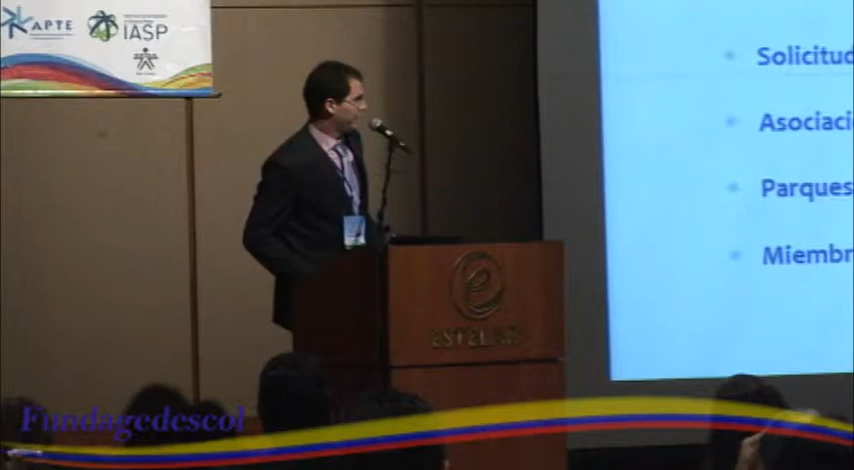 APTE
IASP
Solicitud
Asociaci
Parques
Miembr
ESTELAR
Fundagedescol